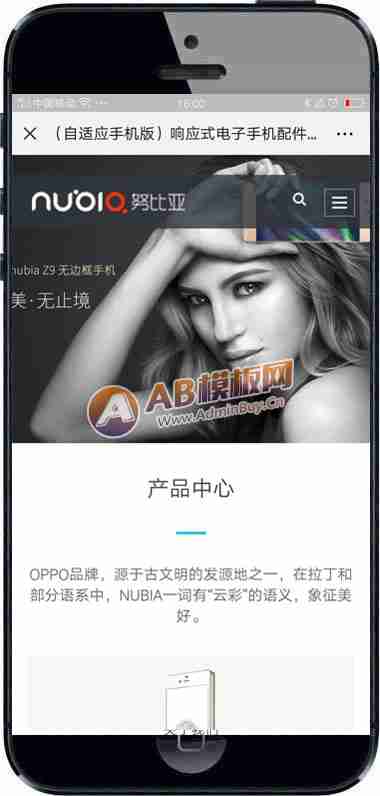 中国移动
16:00
（自适应手机版）响应式电子手机配件...
nubia 努比亚
nubia Z9 无边框手机
美·无止境
AB模板网
www.AdminBuy.Cn
产品中心
OPPO品牌，源于古文明的发源地之一，在拉丁和
部分语系中，NUBIA一词有“云彩”的语义，象征美
好。